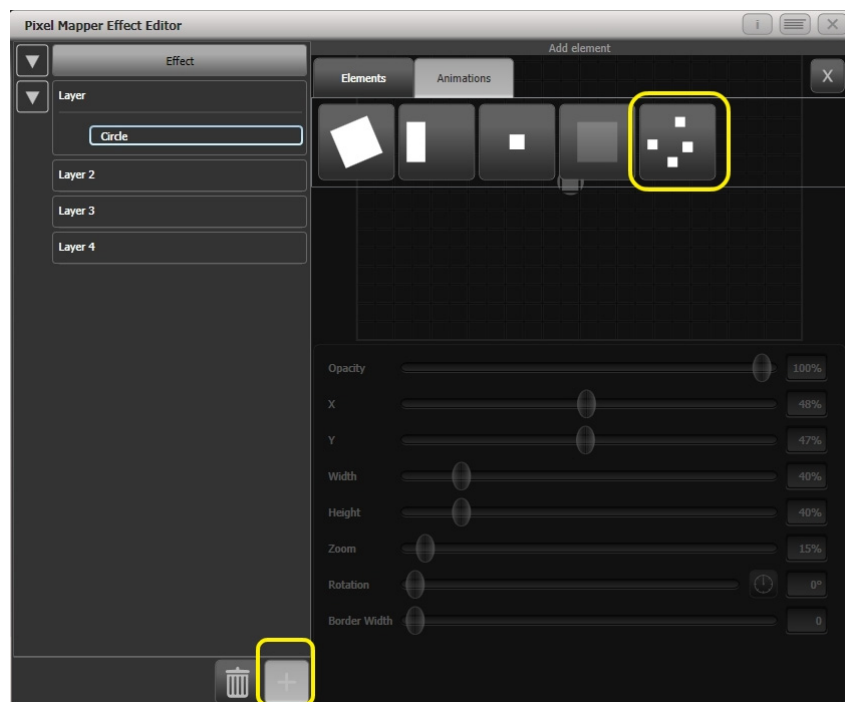 Pixel Mapper Effect Editor
i
Effect
Layer
Circle
Layer 2
Layer 3
Layer 4
Add element
Elements Animations X
Opacity 100%
X 48%
Y 47%
Width 40%
Height 40%
Zoom 15%
Rotation 0º
Border Width 0